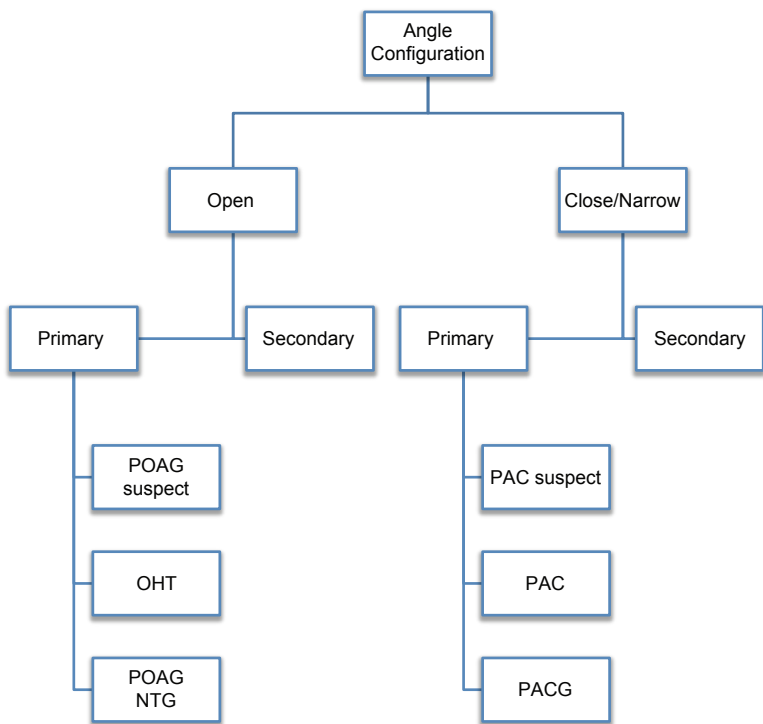 Angle
Configuration
Open
Close/Narrow
Primary
Secondary
Primary
Secondary
POAG
suspect
PAC suspect
OHT
PAC
POAG
NTG
PACG